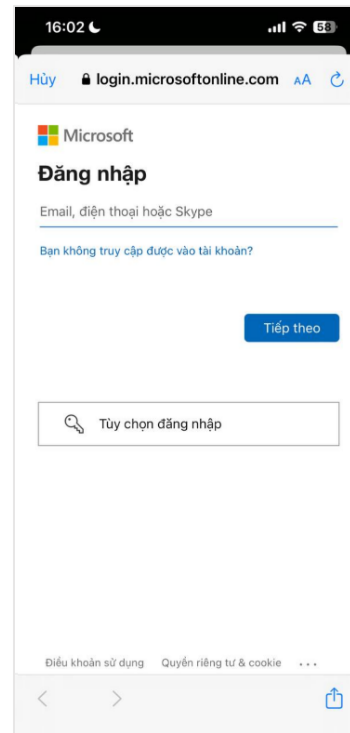 16:02 58
Hủy login.microsoftonline.com AA
Microsoft
Đăng nhập
Email, điện thoại hoặc Skype
Bạn không truy cập được vào tài khoản?
Tiếp theo
Tùy chọn đăng nhập
Điều khoản sử dụng Quyền riêng tư & cookie ...